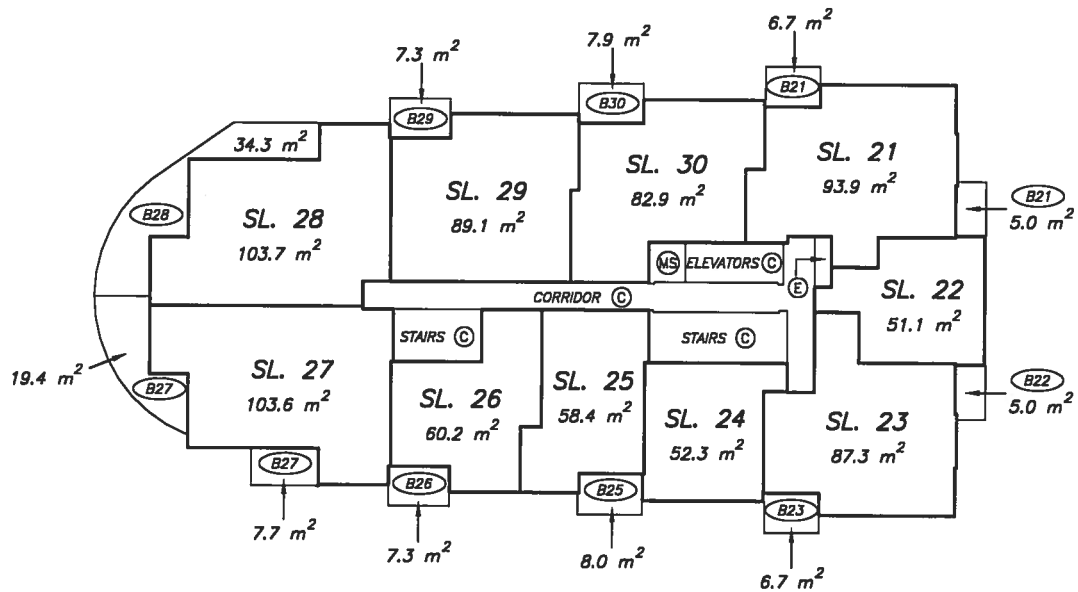 6.7 m²
7.9 m²
7.3 m²
B21
B30
B29
34.3 m²
SL. 21
93.9 m²
SL. 30
82.9 m²
SL. 29
89.1 m²
B28
SL. 28
103.7 m²
B21
5.0 m²
MS ELEVATORS C
E
CORRIDOR C
SL. 22
51.1 m²
STAIRS C
STAIRS C
19.4 m²
B27
SL. 27
103.6 m²
SL. 26
60.2 m²
SL. 25
58.4 m²
SL. 24
52.3 m²
SL. 23
87.3 m²
B22
5.0 m²
B27
B26
B25
B23
7.7 m²
7.3 m²
8.0 m²
6.7 m²